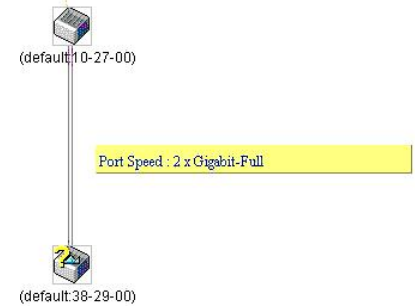 (default:10-27-00)
Port Speed : 2 x Gigabit-Full
(default:38-29-00)